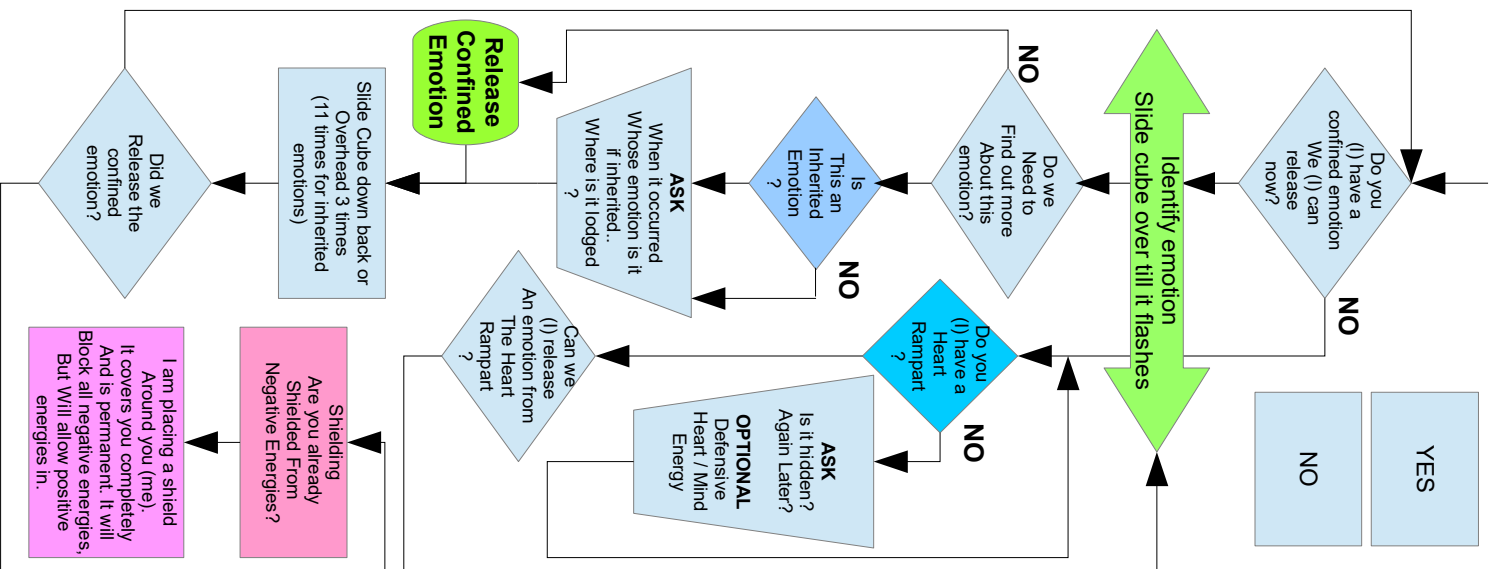 YES
NO
Do you
(I) have a
confined emotion
We (I) can
release
now?
NO
Identify emotion
Slide cube over till it flashes
Do we
Need to
Find out more
About this
emotion?
NO
Is
This an
Inherited
Emotion
?
NO
ASK
When it occurred
Whose emotion is it
if inherited..
Where is it lodged
?
Release
Confined
Emotion
Slide Cube down back or
Overhead 3 times
(11 times for inherited
emotions)
Did we
Release the
confined
emotion?
Do you
(I) have a
Heart
Rampart
?
NO
ASK
Is it hidden?
Again Later?
OPTIONAL
Defensive
Heart / Mind
Energy
Can we
(I) release
An emotion from
The Heart
Rampart
?
Shielding
Are you already
Shielded From
Negative Energies?
I am placing a shield
Around you (me).
It covers you completely
And is permanent. It will
Block all negative energies,
But Will allow positive
energies in.